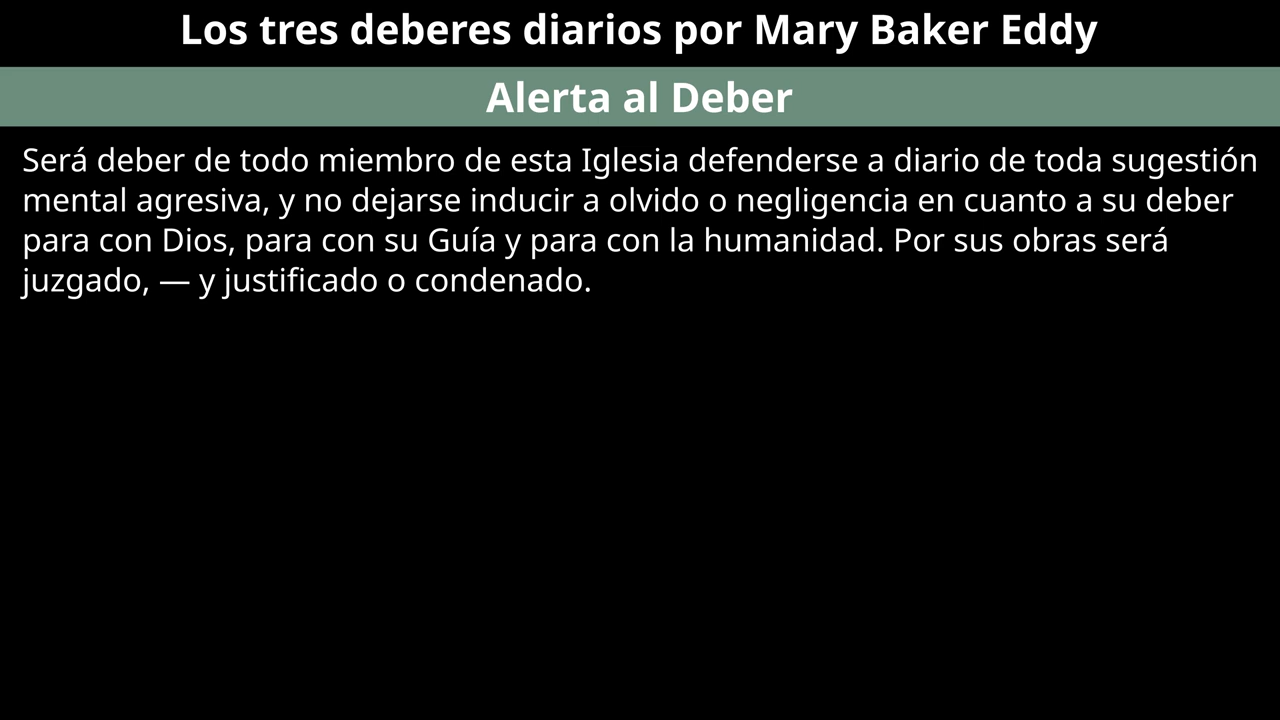 Los tres deberes diarios por Mary Baker Eddy
Alerta al Deber
Será deber de todo miembro de esta Iglesia defenderse a diario de toda sugestión
mental agresiva, y no dejarse inducir a olvido o negligencia en cuanto a su deber
para con Dios, para con su Guía y para con la humanidad. Por sus obras será
juzgado, — y justificado o condenado.